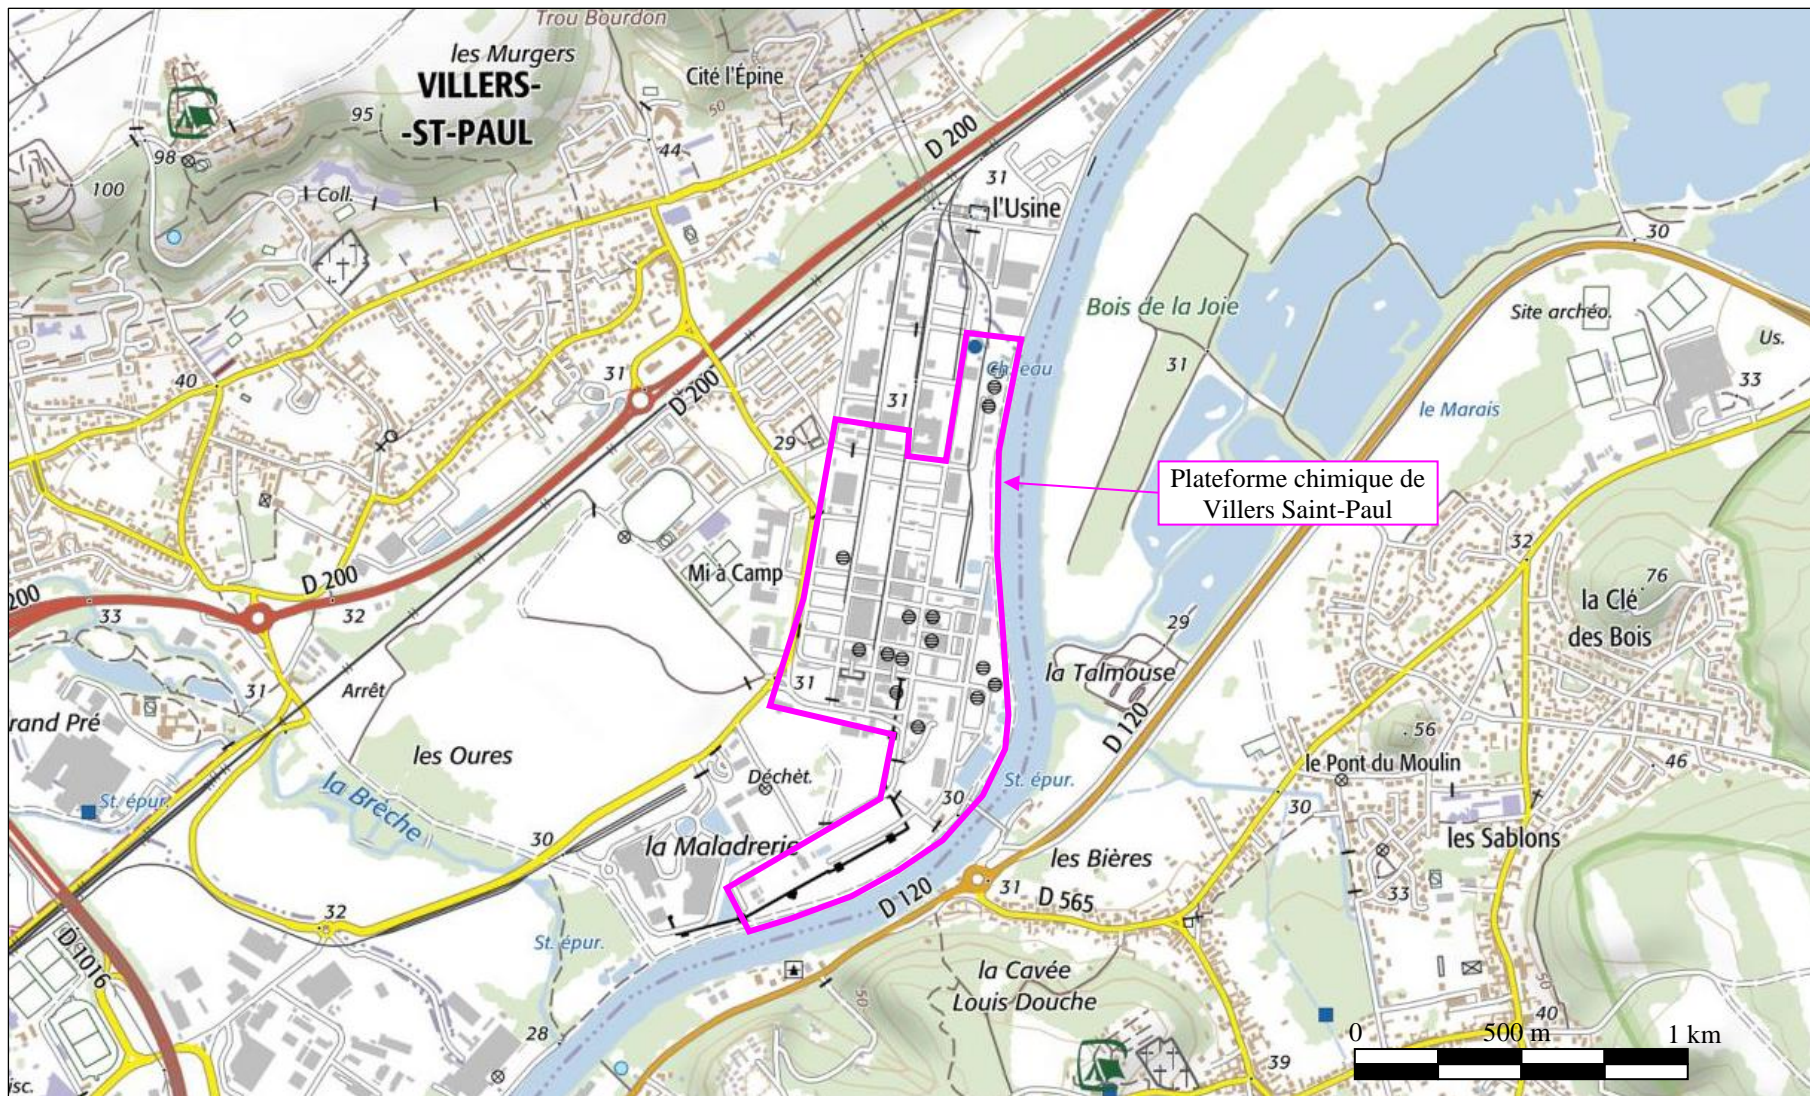 Trou Bourdon
les Murgers
VILLERS-
-ST-PAUL
Cité l'Épine
50
95
98
100
44
Coll.
D 200
31
l'Usine
Bois de la Joie
30
Site archéo.
Us.
33
31
le Marais
40
31
D 200
31
29
Plateforme chimique de
Villers Saint-Paul
32
76
la Clé
des Bois
Mi à Camp
D 200
32
200
33
29
la Talmouse
31
Arrêt
31
D 120
rand Pré
les Oures
56
le Pont du Moulin
46
St. épur.
la Brèche
Déchèt.
St. épur.
30
30
30
la Maladrerie
les Bières
les Sablons
31
D 565
33
D 120
32
D 1016
St. épur.
la Cavée
Louis Douche
50
50
28
40
39
isc.
0
500 m
1 km